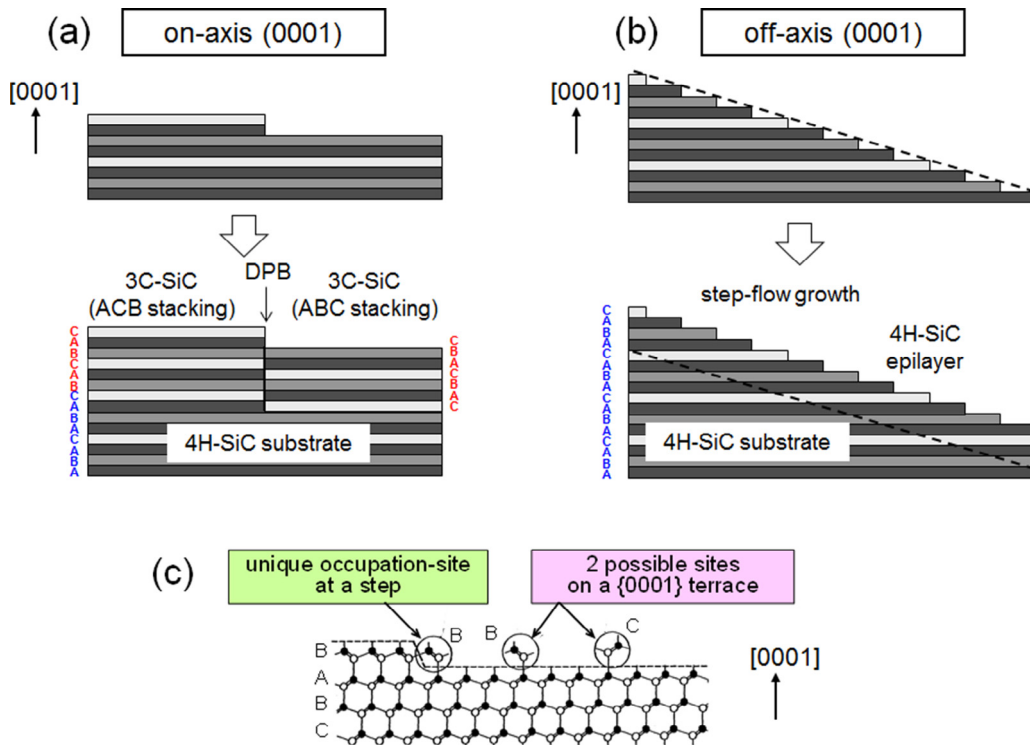 (a)
on-axis (0001)
[0001]
3C-SiC
(ACB stacking)
DPB
3C-SiC
(ABC stacking)
C
A
B
C
A
B
C
A
B
A
C
A
B
A
C
B
A
C
B
A
C
4H-SiC substrate
(b)
off-axis (0001)
[0001]
step-flow growth
C
A
B
A
C
A
B
A
C
A
B
A
C
A
B
A
4H-SiC
epilayer
4H-SiC substrate
(c)
unique occupation-site
at a step
2 possible sites
on a {0001} terrace
B
B
C
B
A
B
C
[0001]